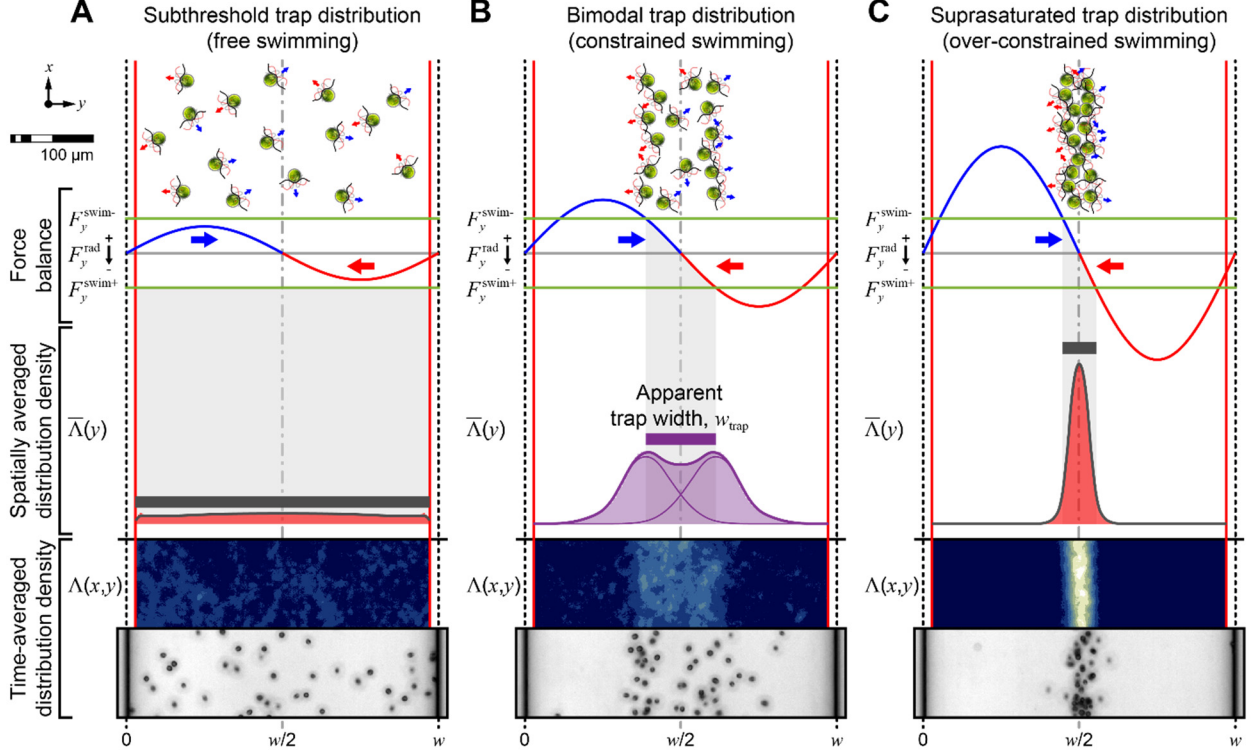 A
Subthreshold trap distribution
(free swimming)
B
Bimodal trap distribution
(constrained swimming)
C
Suprasaturated trap distribution
(over-constrained swimming)
x
y
100 μm
Force
balance
F_y^swim-
F_y^rad
+
-
F_y^swim+
F_y^swim-
F_y^rad
+
-
F_y^swim+
F_y^swim-
F_y^rad
+
-
F_y^swim+
Spatially averaged
distribution density
Λ̅(y)
Λ̅(y)
Apparent
trap width, w_trap
Λ̅(y)
Time-averaged
distribution density
Λ(x,y)
Λ(x,y)
Λ(x,y)
0
w/2
w
0
w/2
w
0
w/2
w